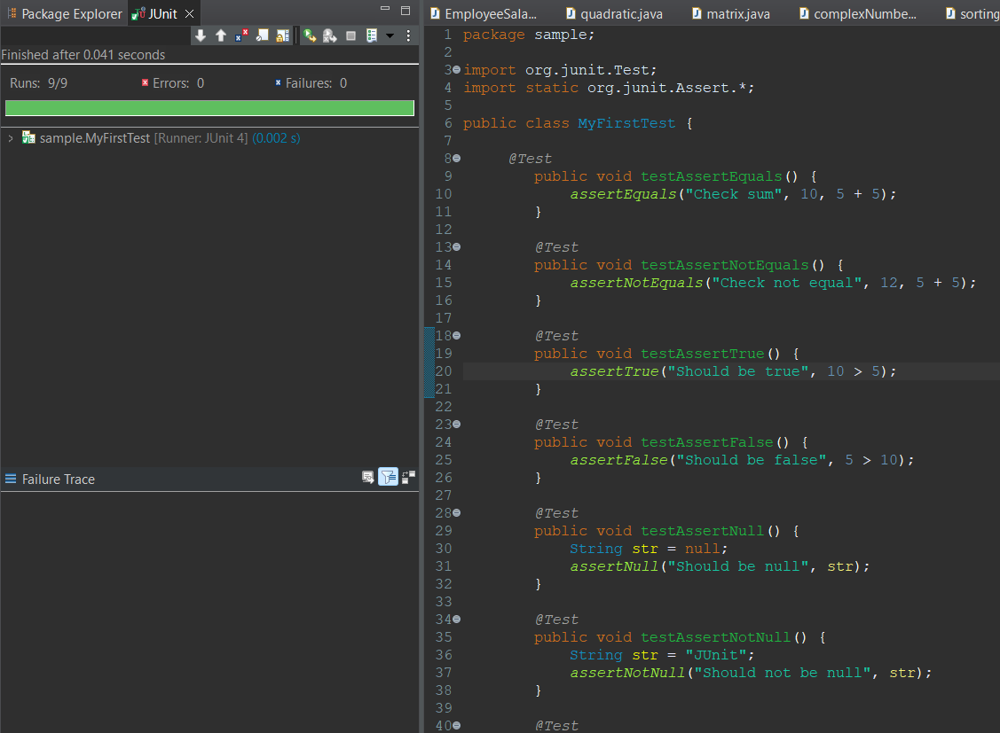 Package Explorer
JUnit
Finished after 0.041 seconds
Runs: 9/9
Errors: 0
Failures: 0
sample.MyFirstTest [Runner: JUnit 4] (0.002 s)
Failure Trace
EmployeeSala...
quadratic.java
matrix.java
complexNumbe...
sorting
1 package sample;
2
3 import org.junit.Test;
4 import static org.junit.Assert.*;
5
6 public class MyFirstTest {
7
8 @Test
9 public void testAssertEquals() {
10 assertEquals("Check sum", 10, 5 + 5);
11 }
12
13 @Test
14 public void testAssertNotEquals() {
15 assertNotEquals("Check not equal", 12, 5 + 5);
16 }
17
18 @Test
19 public void testAssertTrue() {
20 assertTrue("Should be true", 10 > 5);
21 }
22
23 @Test
24 public void testAssertFalse() {
25 assertFalse("Should be false", 5 > 10);
26 }
27
28 @Test
29 public void testAssertNull() {
30 String str = null;
31 assertNull("Should be null", str);
32 }
33
34 @Test
35 public void testAssertNotNull() {
36 String str = "JUnit";
37 assertNotNull("Should not be null", str);
38 }
39
40 @Test